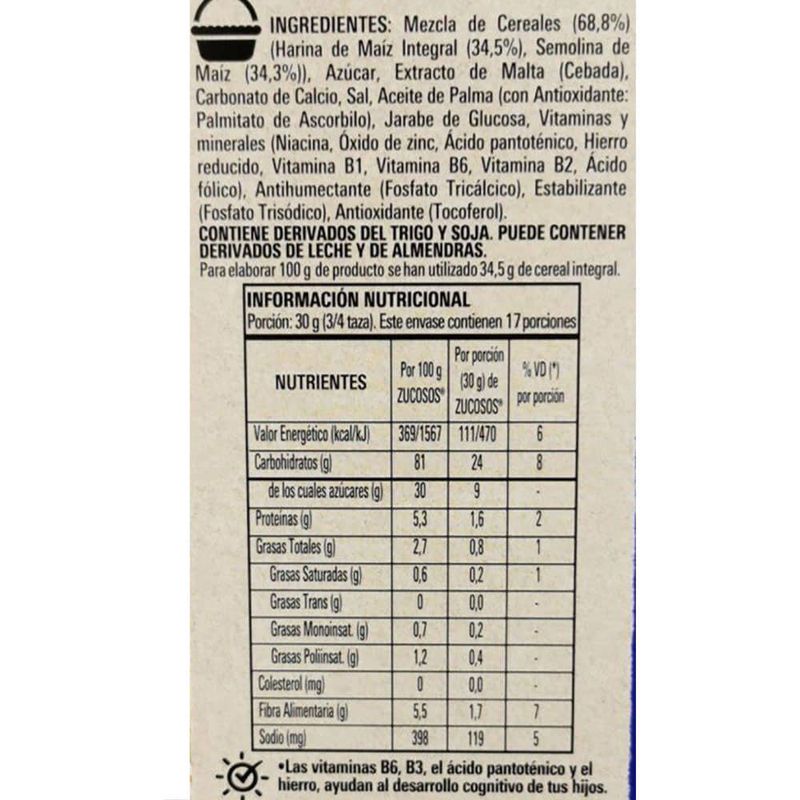 INGREDIENTES: Mezcla de Cereales (68,8%)
(Harina de Maíz Integral (34,5%), Semolina de
Maíz (34,3%)), Azúcar, Extracto de Malta (Cebada),
Carbonato de Calcio, Sal, Aceite de Palma (con Antioxidante:
Palmitato de Ascorbilo), Jarabe de Glucosa, Vitaminas y
minerales (Niacina, Óxido de zinc, Ácido pantoténico, Hierro
reducido, Vitamina B1, Vitamina B6, Vitamina B2, Ácido
fólico), Antihumectante (Fosfato Tricálcico), Estabilizante
(Fosfato Trisódico), Antioxidante (Tocoferol).
CONTIENE DERIVADOS DEL TRIGO Y SOJA. PUEDE CONTENER
DERIVADOS DE LECHE Y DE ALMENDRAS.
Para elaborar 100 g de producto se han utilizado 34,5 g de cereal integral.
INFORMACIÓN NUTRICIONAL
Porción: 30 g (3/4 taza). Este envase contienen 17 porciones
NUTRIENTES Por 100 g ZUCOSOS® Por porción (30 g) de ZUCOSOS® % VD (*) por porción
Valor Energético (kcal/kJ) 369/1567 111/470 6
Carbohidratos (g) 81 24 8
de los cuales azúcares (g) 30 9 -
Proteínas (g) 5,3 1,6 2
Grasas Totales (g) 2,7 0,8 1
Grasas Saturadas (g) 0,6 0,2 1
Grasas Trans (g) 0 0,0 -
Grasas Monoinsat. (g) 0,7 0,2 -
Grasas Poliinsat. (g) 1,2 0,4 -
Colesterol (mg) 0 0,0 -
Fibra Alimentaria (g) 5,5 1,7 7
Sodio (mg) 398 119 5
•Las vitaminas B6, B3, el ácido pantoténico y el
hierro, ayudan al desarrollo cognitivo de tus hijos.